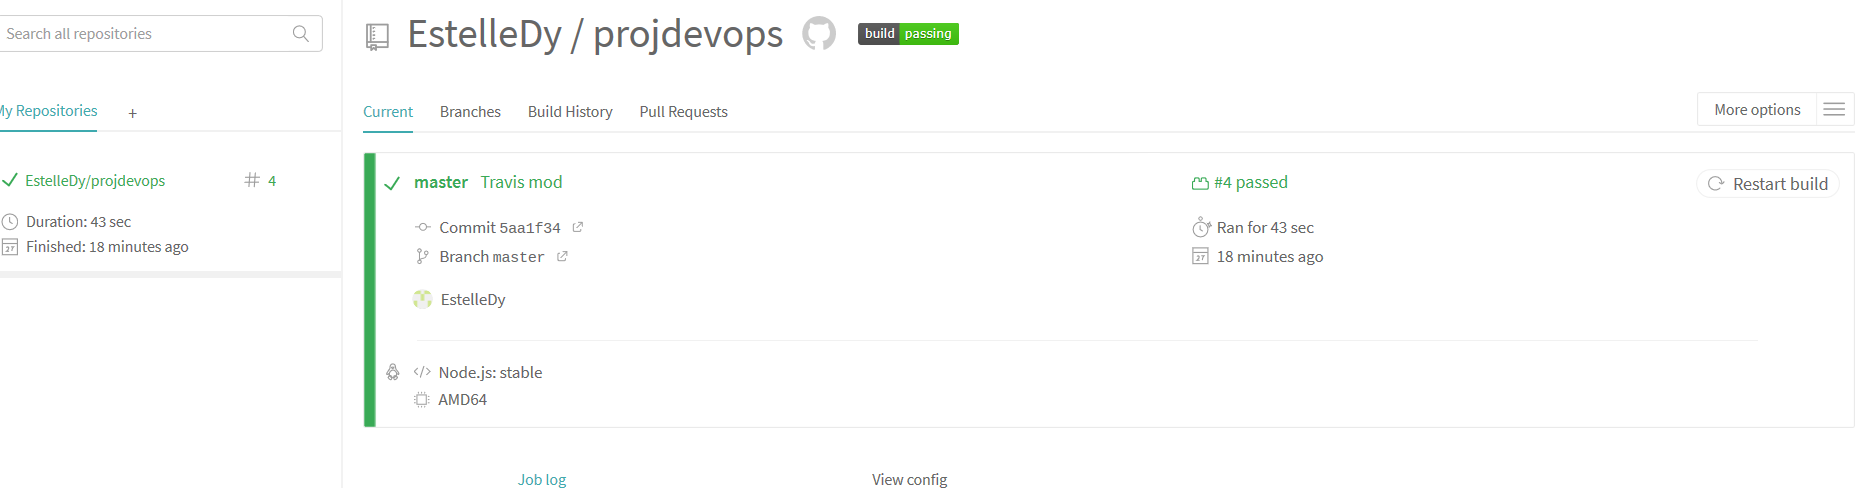 Search all repositories
EstelleDy / projdevops
build passing
My Repositories
+
Current
Branches
Build History
Pull Requests
More options
EstelleDy/projdevops
# 4
Duration: 43 sec
Finished: 18 minutes ago
master Travis mod
#4 passed
Restart build
Commit 5aa1f34
Ran for 43 sec
Branch master
18 minutes ago
EstelleDy
Node.js: stable
AMD64
Job log
View config